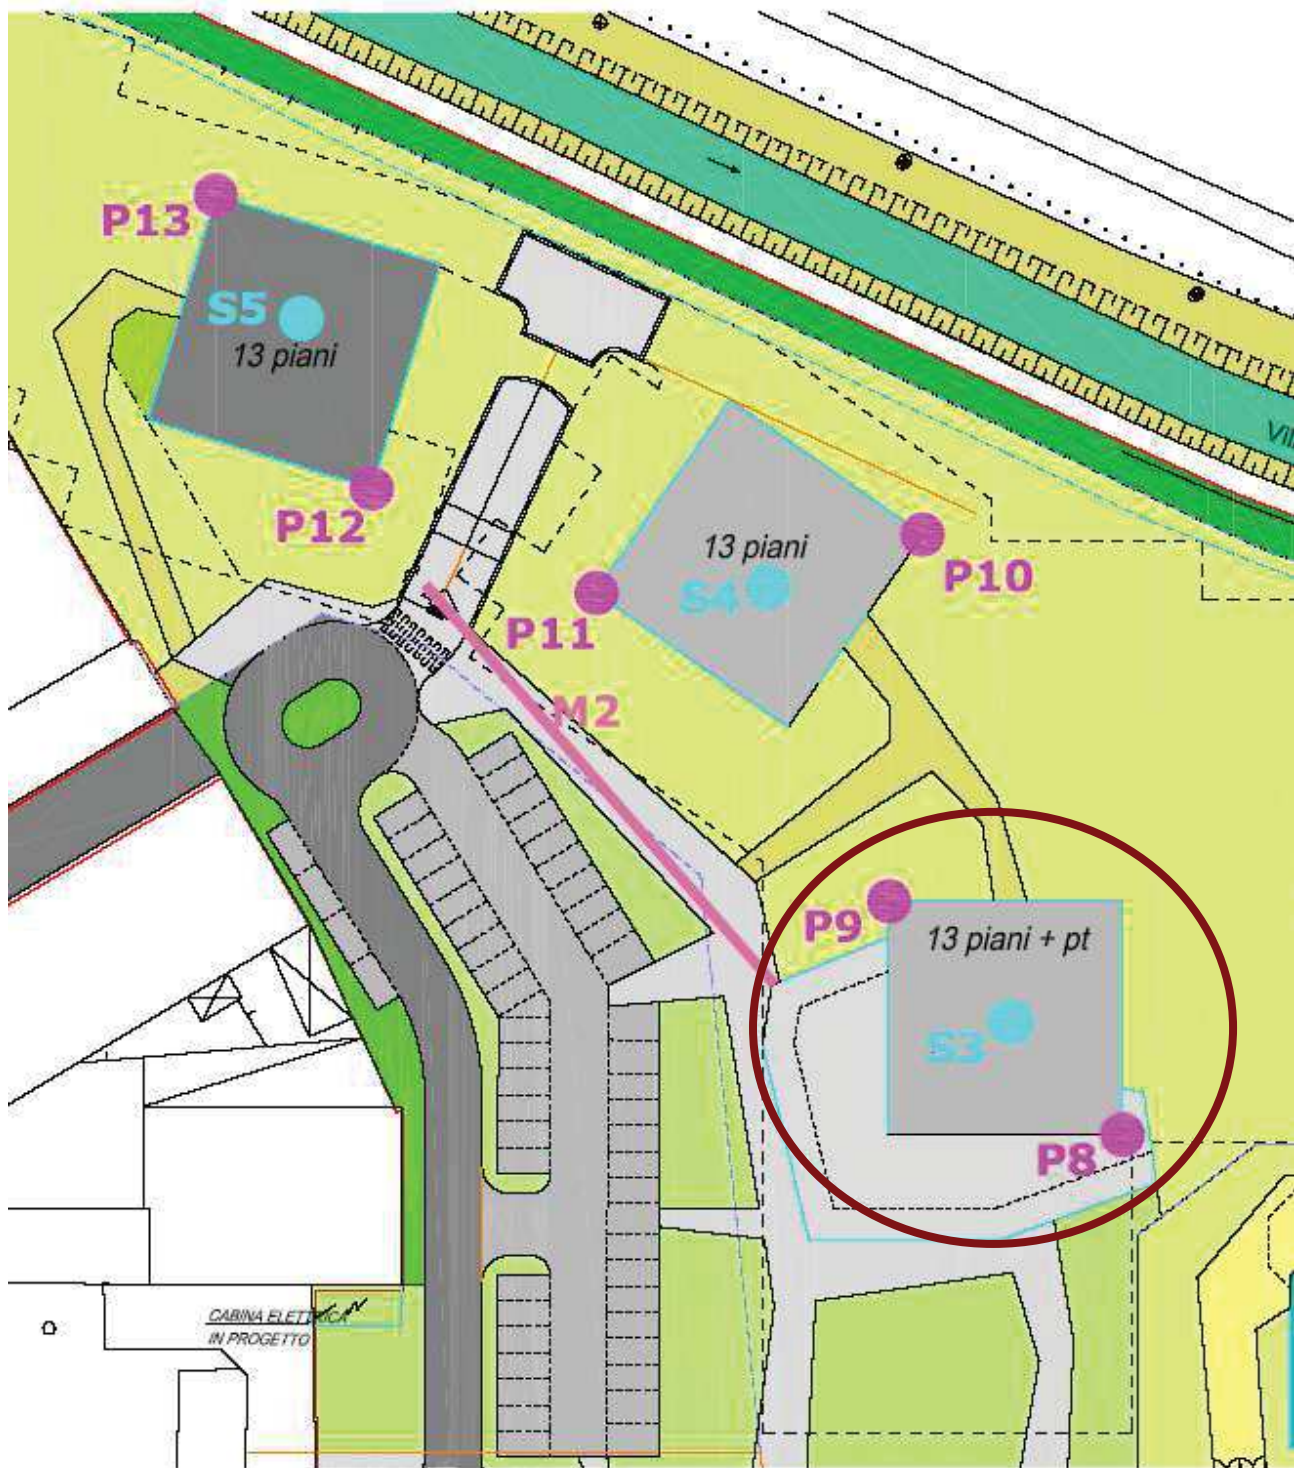 P13
S5
13 piani
P12
13 piani
S4
P10
P11
M2
P9
13 piani + pt
S3
P8
CABINA ELETTRICA
IN PROGETTO